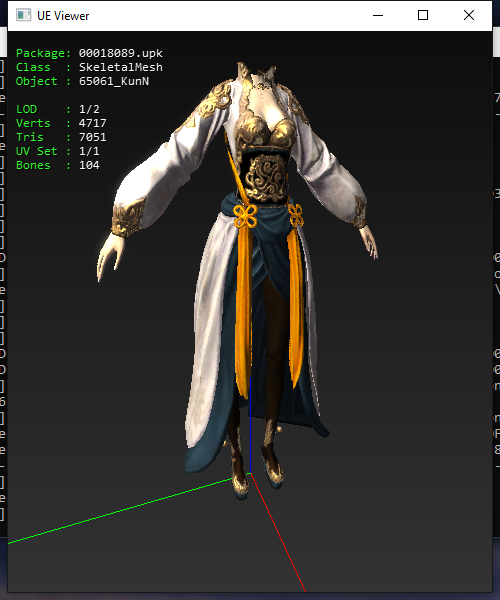 UE Viewer
Package: 00018089.upk
Class  : SkeletalMesh
Object : 65061_KunN
LOD    : 1/2
Verts  : 4717
Tris   : 7051
UV Set : 1/1
Bones  : 104